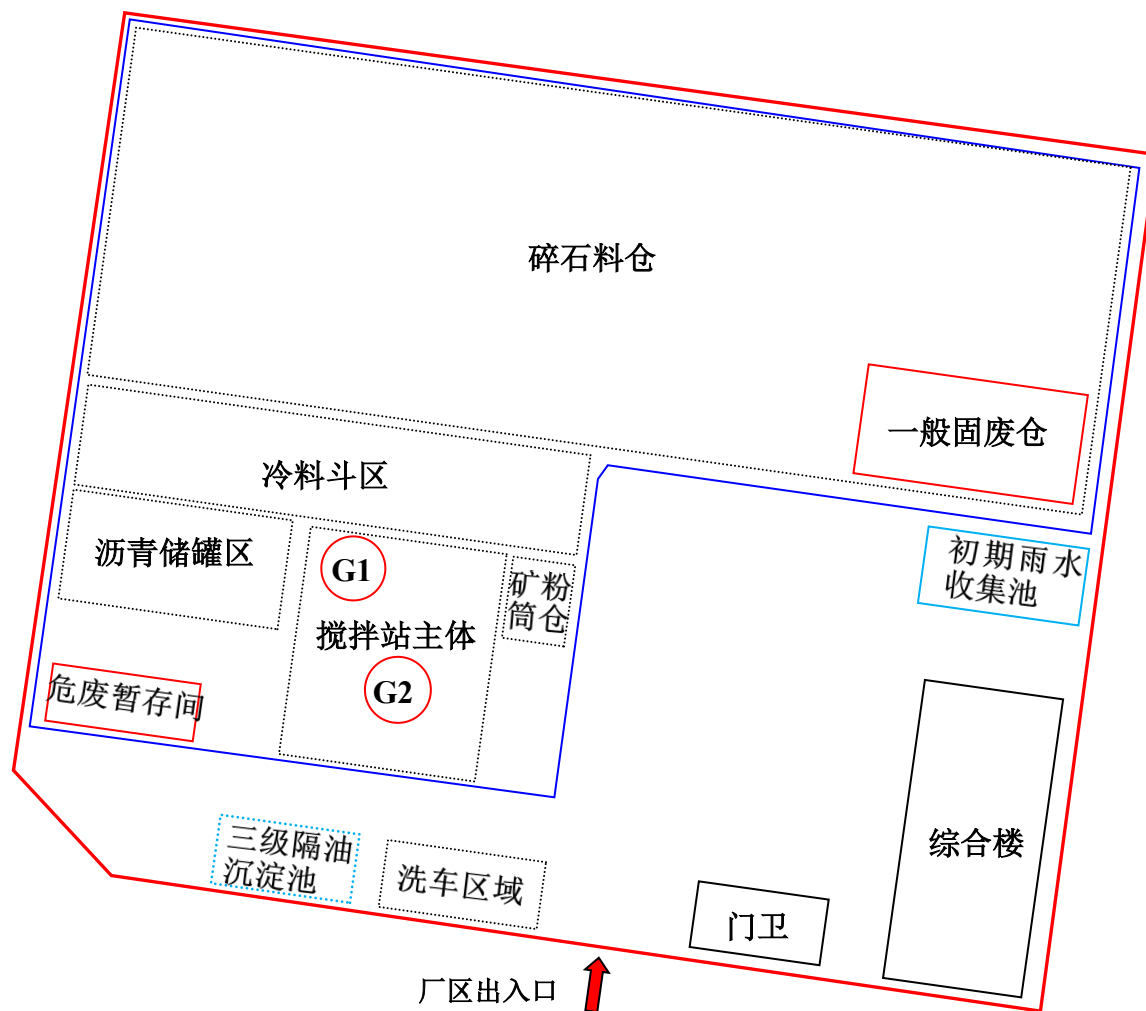 碎石料仓
一般固废仓
冷料斗区
沥青储罐区
G1
矿粉
筒仓
初期雨水
收集池
搅拌站主体
G2
危废暂存间
三级隔油
沉淀池
洗车区域
综合楼
门卫
厂区出入口